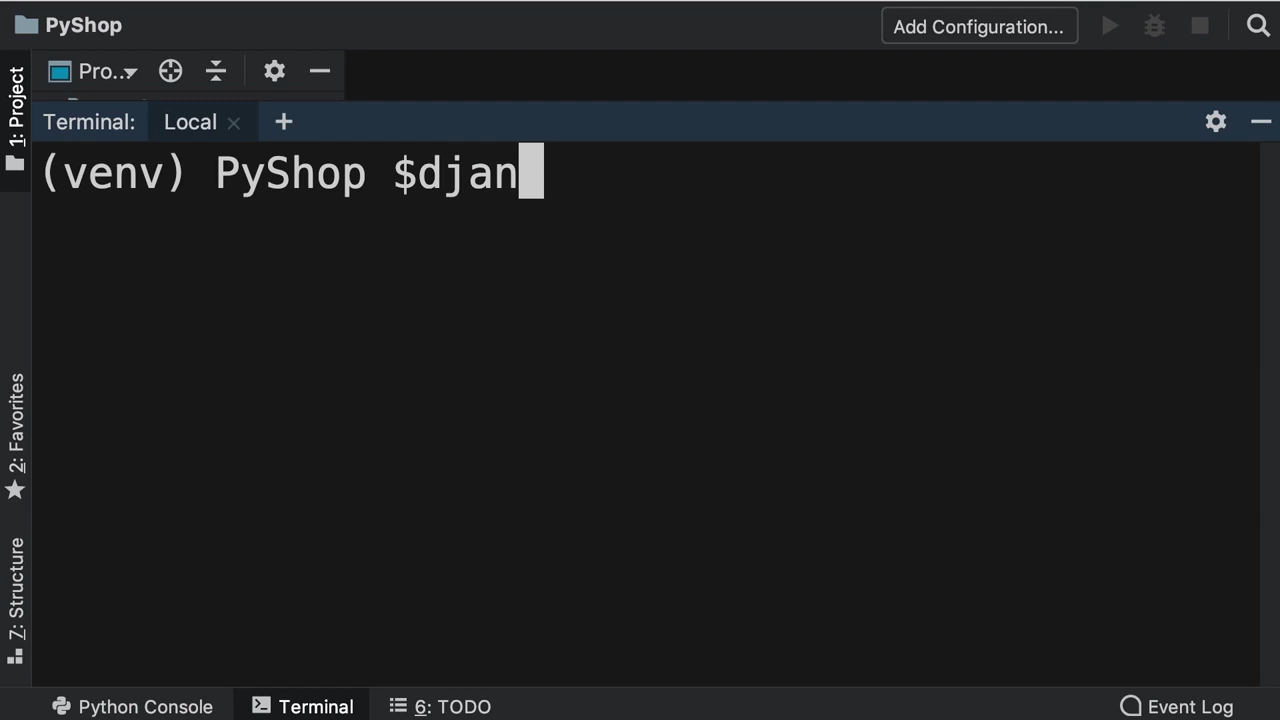 PyShop
Add Configuration...
Pro..
Terminal: Local +
(venv) PyShop $djan
1: Project
2: Favorites
7: Structure
Python Console
Terminal
6: TODO
Event Log